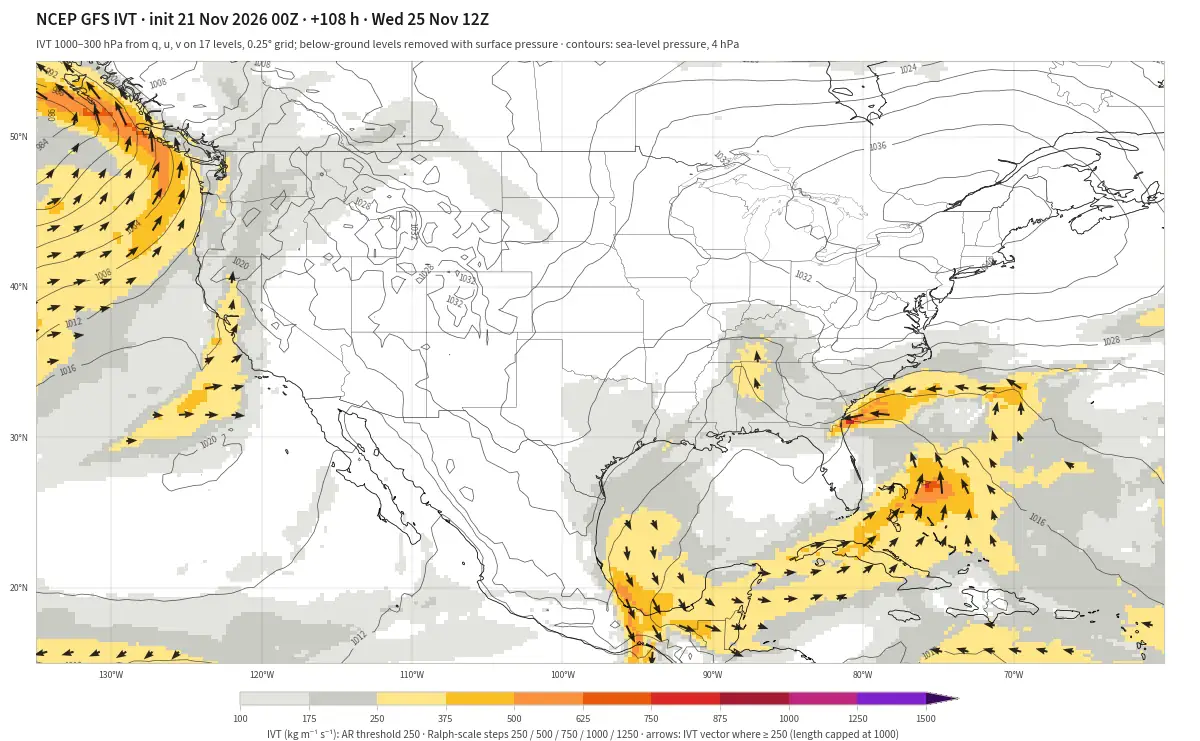 NCEP GFS IVT · init 21 Nov 2026 00Z · +108 h · Wed 25 Nov 12Z
IVT 1000–300 hPa from q, u, v on 17 levels, 0.25° grid; below-ground levels removed with surface pressure · contours: sea-level pressure, 4 hPa
1008
1008
1024
992
980
984
50°N
1036
1028
1032
1020
1008
1028
1032
1032
1032
40°N
1012
1028
1016
30°N
1020
1016
20°N
1012
130°W
120°W
110°W
100°W
90°W
80°W
70°W
100
175
250
375
500
625
750
875
1000
1250
1500
IVT (kg m⁻¹ s⁻¹): AR threshold 250 · Ralph-scale steps 250 / 500 / 750 / 1000 / 1250 · arrows: IVT vector where ≥ 250 (length capped at 1000)